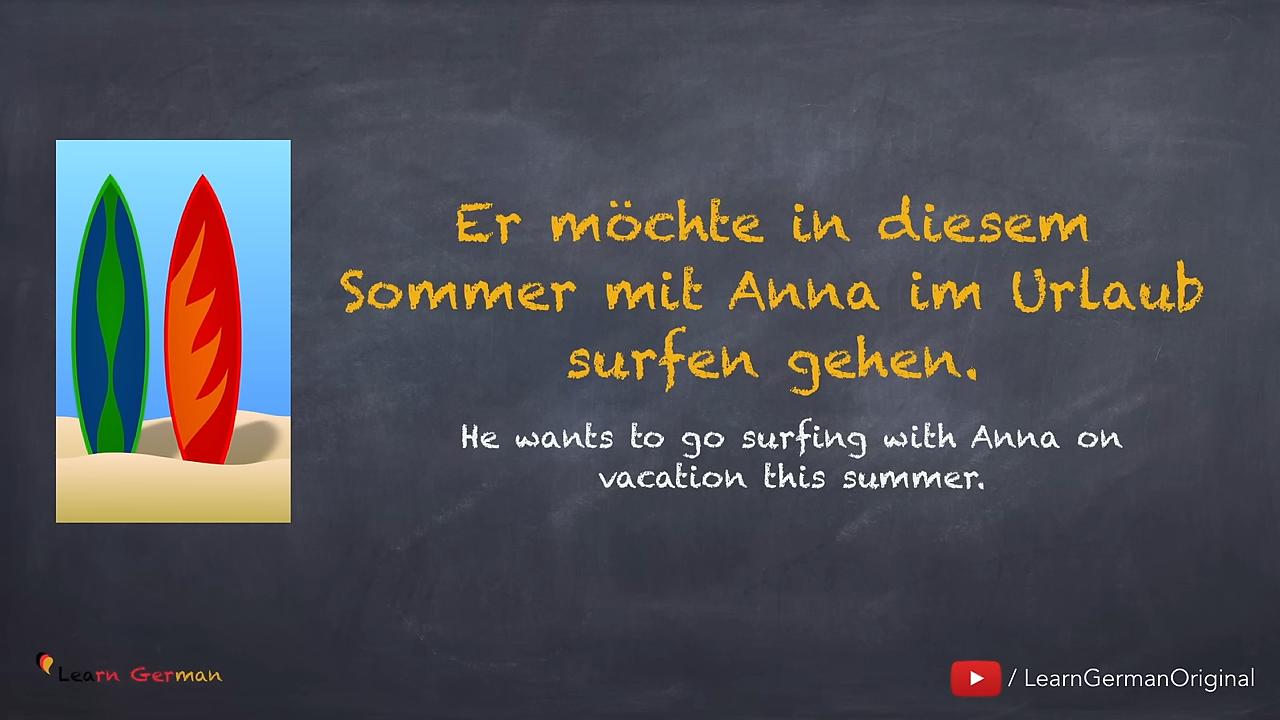 Er möchte in diesem
Sommer mit Anna im Urlaub
surfen gehen.
He wants to go surfing with Anna on
vacation this summer.
Learn German
/ LearnGermanOriginal